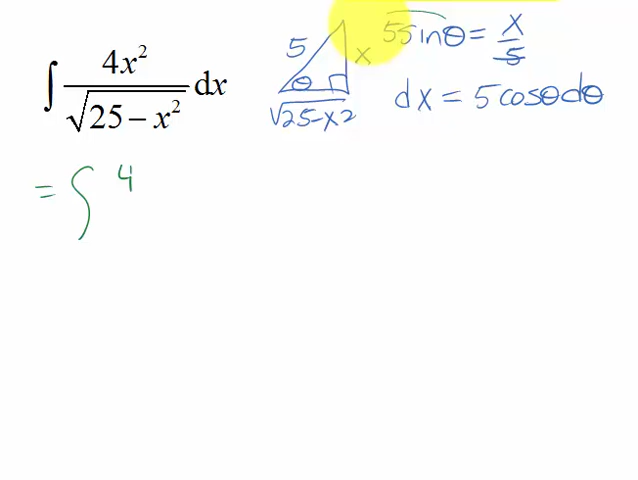 ∫ 4x² / √(25 − x²) dx
5
x
θ
√25-x2
5sinθ = x/5
dx = 5cosθdθ
= ∫ 4